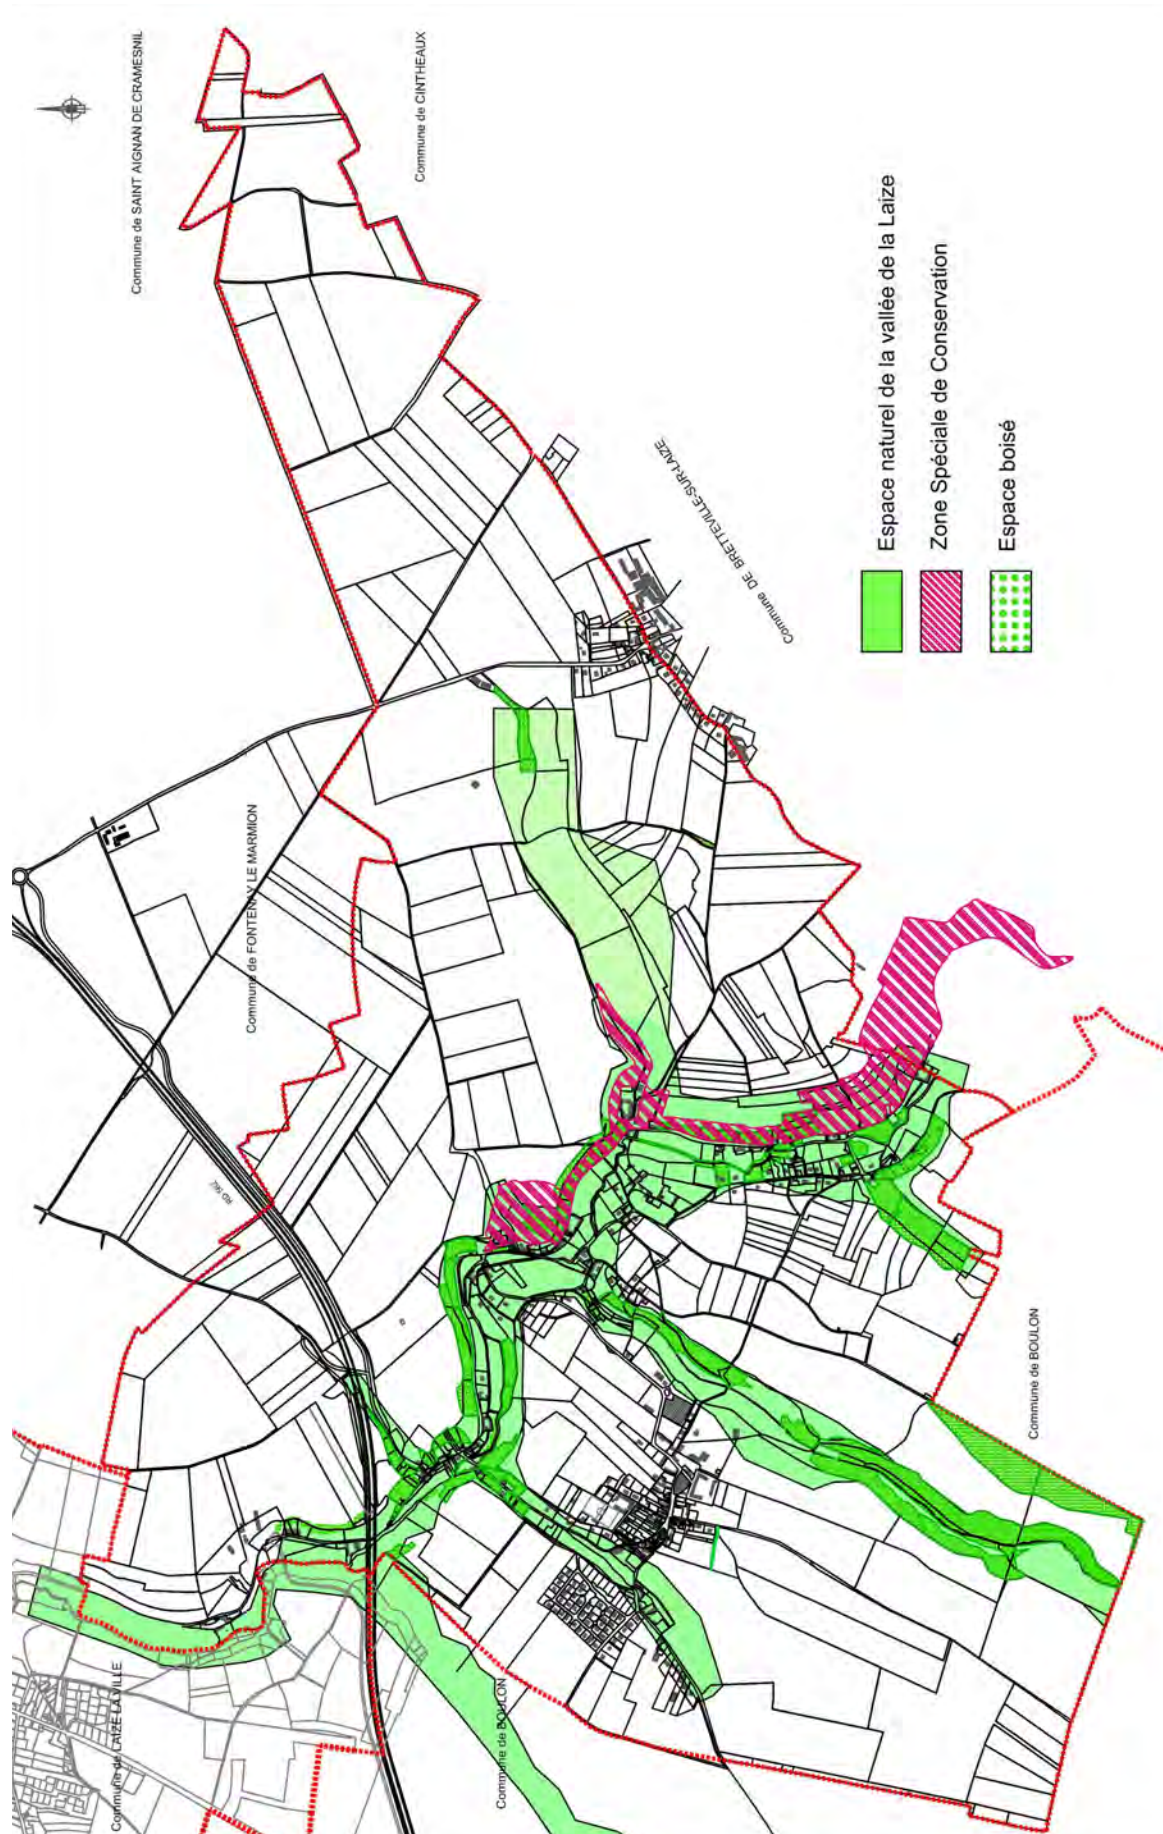 Commune de SAINT AIGNAN DE CRAMESNIL
Commune de CINTHEAUX
Commune DE BRETTEVILLE-SUR-LAIZE
Commune de FONTENAY LE MARMION
RD 562
Commune de BOULON
Commune de BOULON
Commune de LAIZE LA VILLE
Espace naturel de la vallée de la Laize
Zone Spéciale de Conservation
Espace boisé